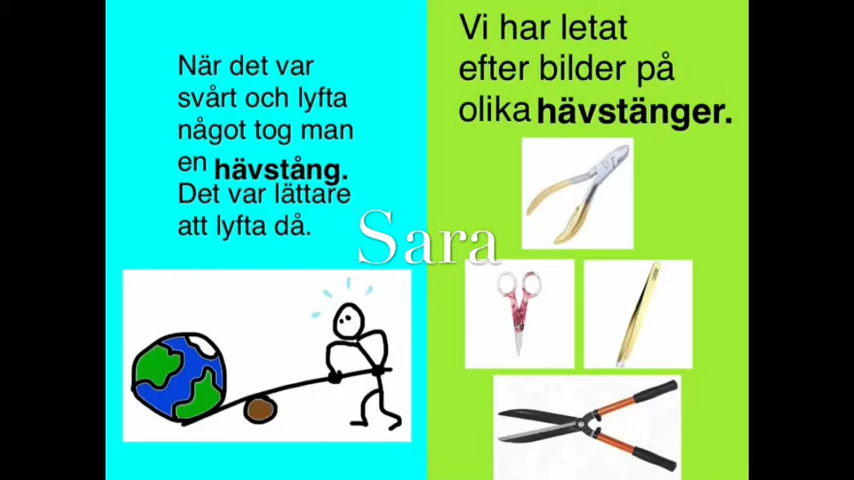 När det var
svårt och lyfta
något tog man
en hävstång.
Det var lättare
att lyfta då.
Vi har letat
efter bilder på
olika hävstänger.
Sara